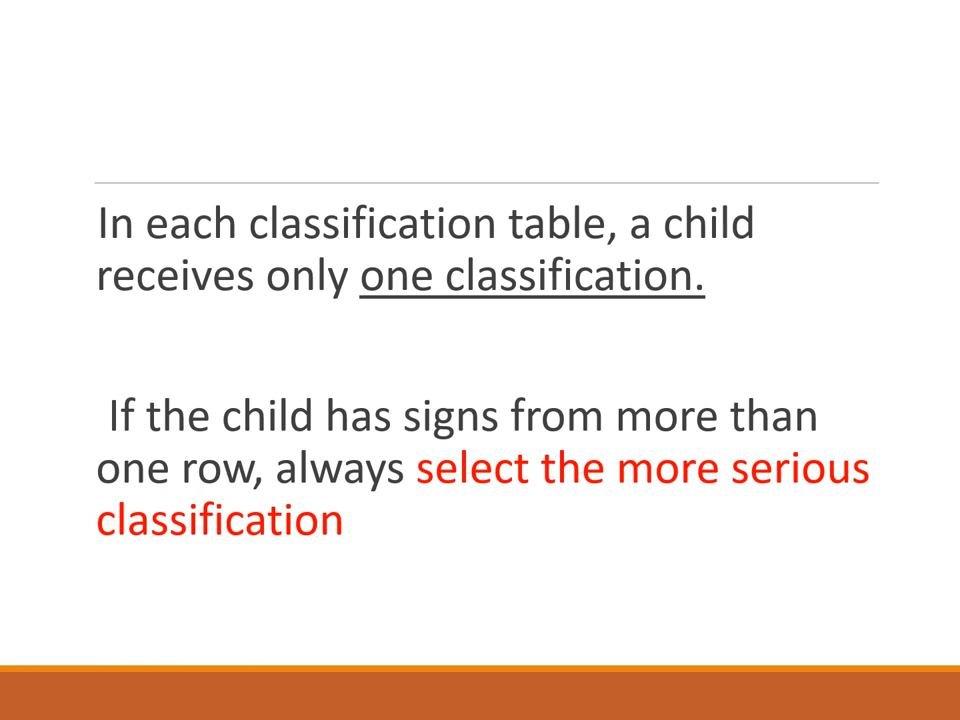 In each classification table, a child
receives only one classification.
If the child has signs from more than
one row, always select the more serious
classification